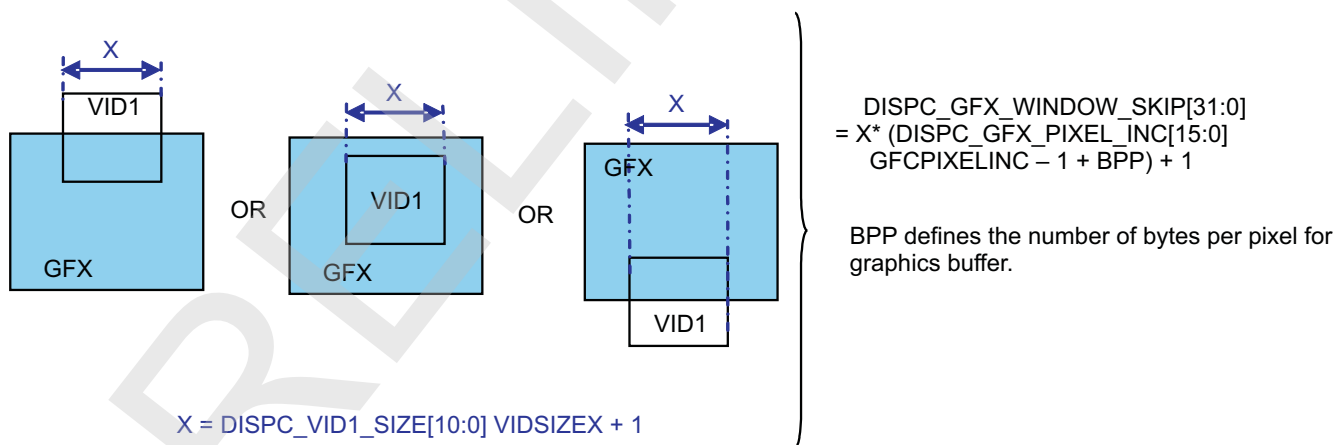 X
VID1
GFX
OR
X
VID1
GFX
OR
X
GFX
VID1
X = DISPC_VID1_SIZE[10:0] VIDSIZEX + 1
DISPC_GFX_WINDOW_SKIP[31:0]
= X* (DISPC_GFX_PIXEL_INC[15:0]
GFCPIXELINC – 1 + BPP) + 1
BPP defines the number of bytes per pixel for
graphics buffer.